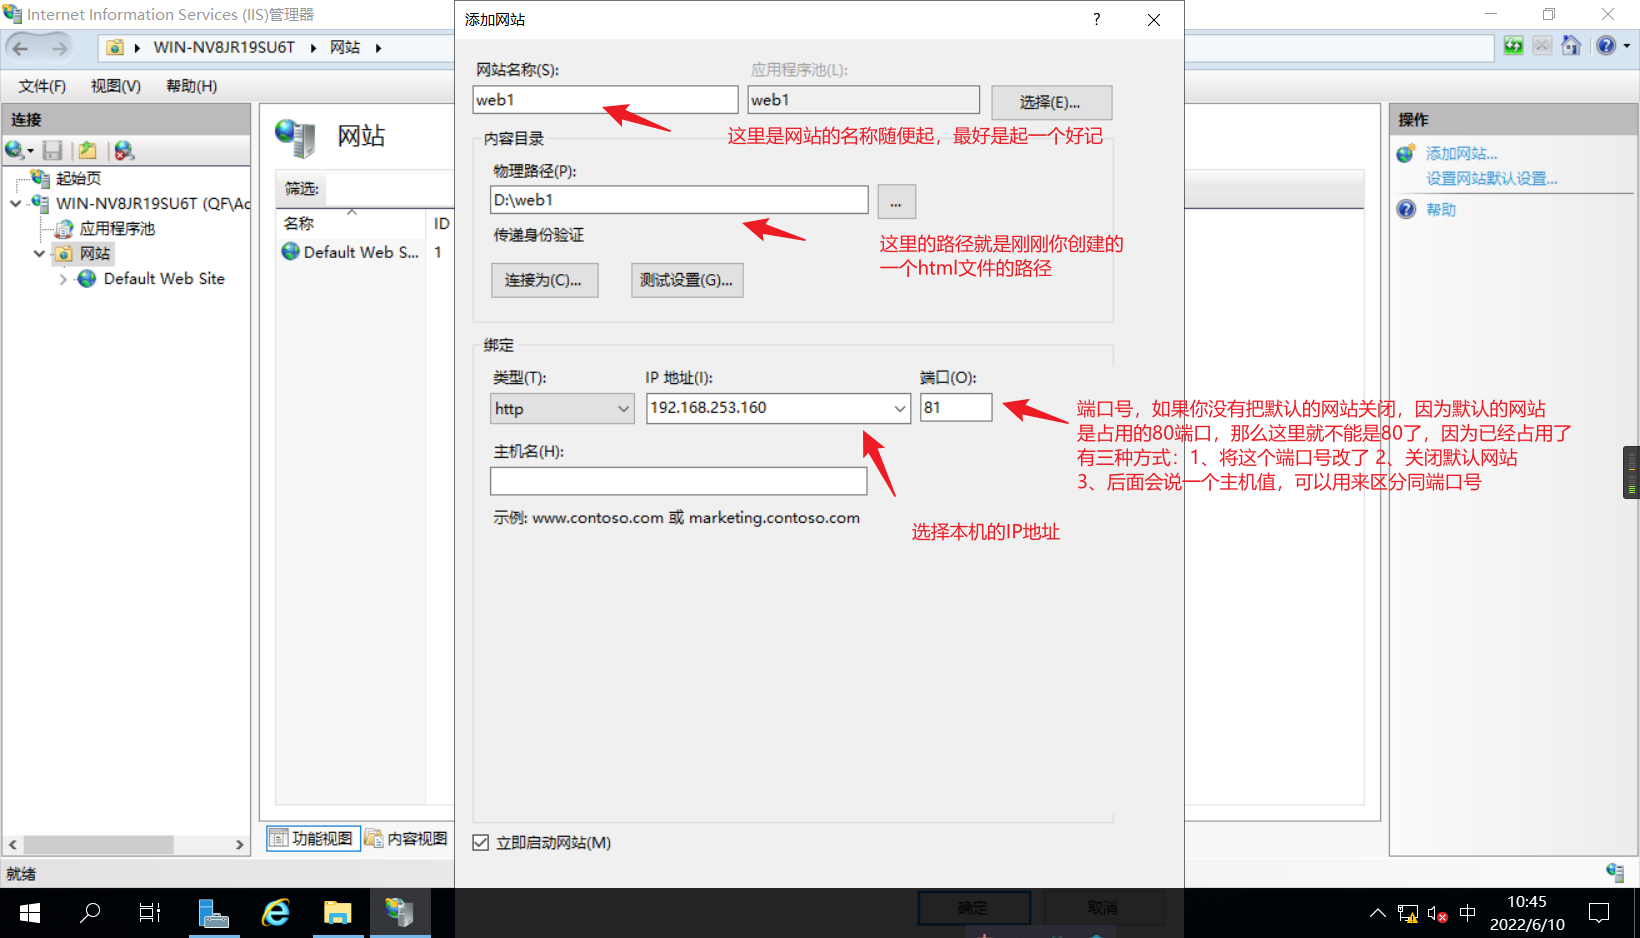 Internet Information Services (IIS)管理器
添加网站
?
WIN-NV8JR19SU6T
网站
文件(F)
视图(V)
帮助(H)
连接
起始页
WIN-NV8JR19SU6T (QF\Ac
应用程序池
网站
Default Web Site
网站
筛选:
名称
ID
Default Web S...
1
功能视图
内容视图
就绪
网站名称(S):
应用程序池(L):
web1
web1
选择(E)...
这里是网站的名称随便起，最好是起一个好记
内容目录
物理路径(P):
D:\web1
...
这里的路径就是刚刚你创建的
一个html文件的路径
传递身份验证
连接为(C)...
测试设置(G)...
绑定
类型(T):
IP 地址(I):
端口(O):
http
192.168.253.160
81
端口号，如果你没有把默认的网站关闭，因为默认的网站
是占用的80端口，那么这里就不能是80了，因为已经占用了
有三种方式：1、将这个端口号改了 2、关闭默认网站
3、后面会说一个主机值，可以用来区分同端口号
主机名(H):
示例: www.contoso.com 或 marketing.contoso.com
选择本机的IP地址
立即启动网站(M)
确定
取消
操作
添加网站...
设置网站默认设置...
帮助
中
10:45
2022/6/10